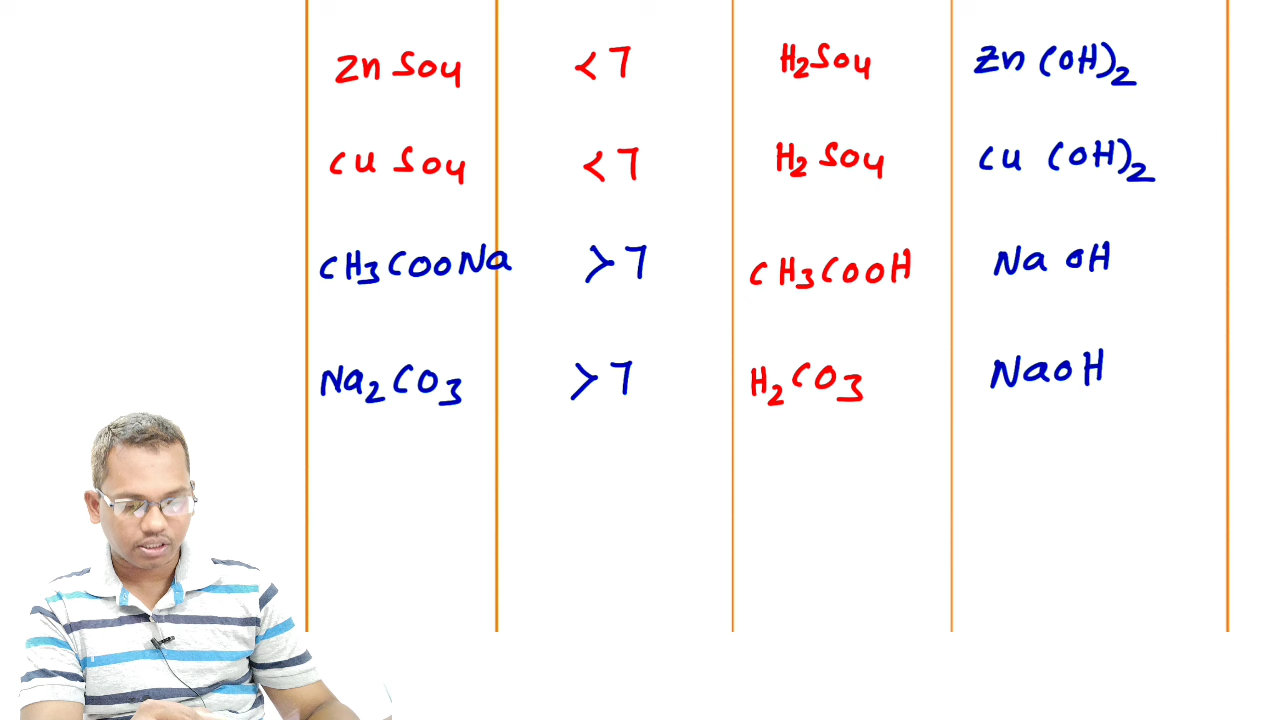 Zn SO4 <7 H2SO4 Zn (OH)2
Cu SO4 <7 H2 SO4 Cu (OH)2
CH3COONa >7 CH3COOH Na OH
Na2CO3 >7 H2CO3 NaOH